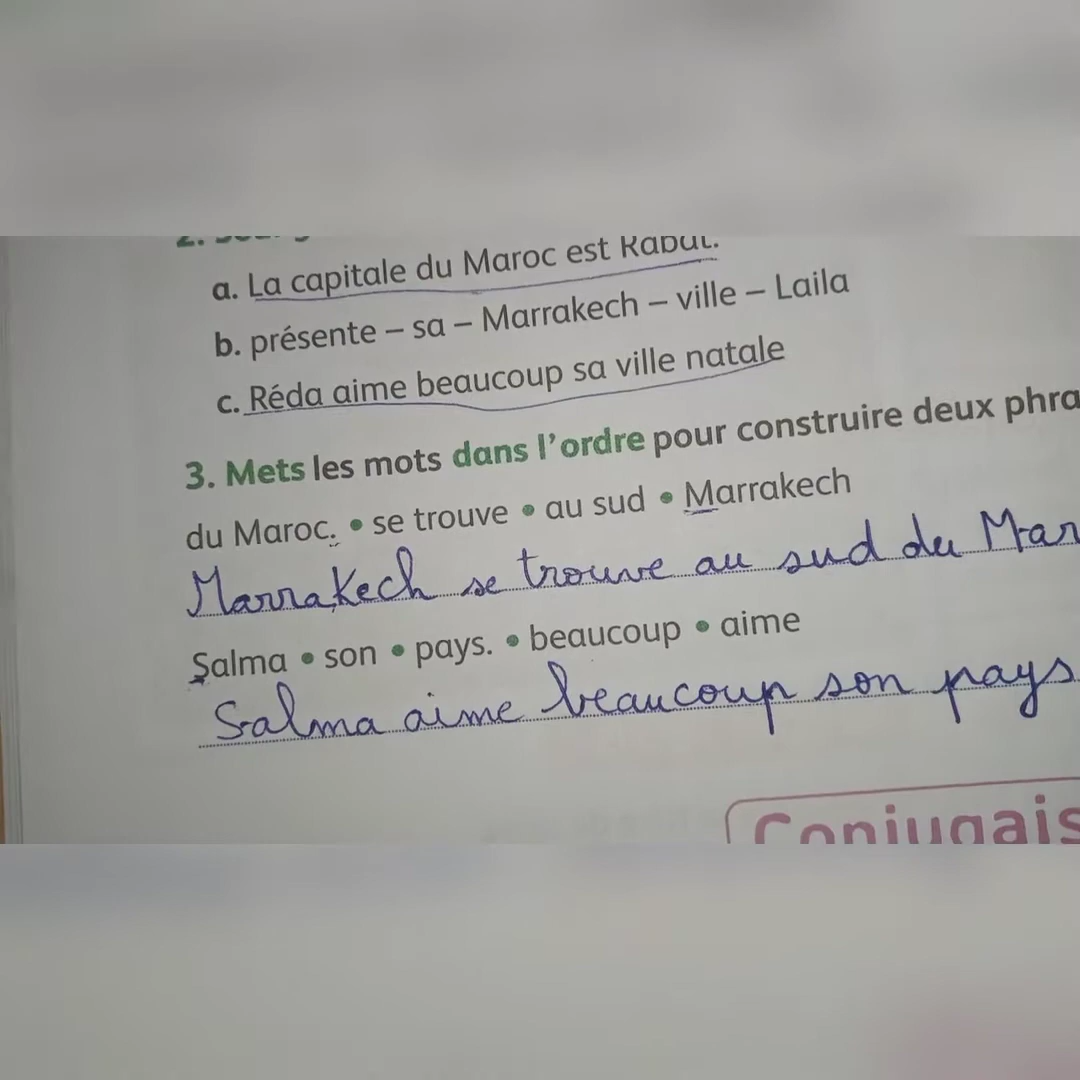 a. La capitale du Maroc est Rabat.
b. présente – sa – Marrakech – ville – Laila
c. Réda aime beaucoup sa ville natale
3. Mets les mots dans l'ordre pour construire deux phra
du Maroc. • se trouve • au sud • Marrakech
Marrakech se trouve au sud du Mar
Salma • son • pays. • beaucoup • aime
Salma aime beaucoup son pays
Conjugais